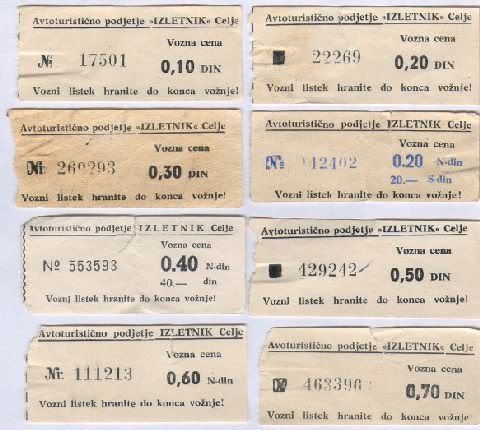 Avtoturistično podjetje »IZLETNIK« Celje
Vozna cena
№ 17501 0,10 DIN
Vozni listek hranite do konca vožnje!
Avtoturistično podjetje »IZLETNIK« Celje
Vozna cena
22269 0,20 DIN
Vozni listek hranite do konca vožnje!
Avtoturistično podjetje »IZLETNIK« Celje
Vozna cena
Nr. 260293 0,30 DIN
Vozni listek hranite do konca vožnje!
Avtoturistično podjetje »IZLETNIK« Celje
Vozna cena
№ 0.20 N-din
20.— S-din
Vozni listek hranite do konca vožnje!
Avtoturistično podjetje IZLETNIK Celje
Vozna cena
№ 553593 0.40 N-din
40.— din
Vozni listek hranite do konca vožnje!
Avtoturistično podjetje »IZLETNIK« Celje
Vozna cena
429242 0,50 DIN
Vozni listek hranite do konca vožnje!
Avtoturistično podjetje IZLETNIK Celje
Vozna cena
Nr. 111213 0,60 N-din
Vozni listek hranite do konca vožnje!
Avtoturistično podjetje »IZLETNIK« Celje
Vozna cena
0,70 DIN
Vozni listek hranite do konca vožnje!